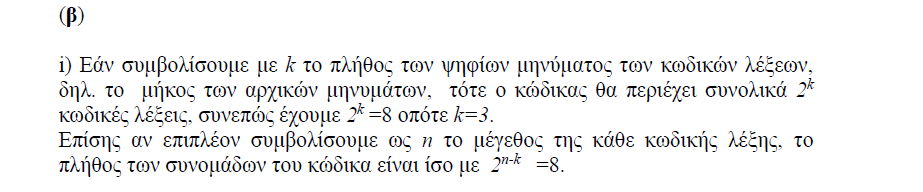 (β)
i) Εάν συμβολίσουμε με k το πλήθος των ψηφίων μηνύματος των κωδικών λέξεων,
δηλ. το μήκος των αρχικών μηνυμάτων, τότε ο κώδικας θα περιέχει συνολικά 2^k
κωδικές λέξεις, συνεπώς έχουμε 2^k =8 οπότε k=3.
Επίσης αν επιπλέον συμβολίσουμε ως n το μέγεθος της κάθε κωδικής λέξης, το
πλήθος των συνομάδων του κώδικα είναι ίσο με 2^{n-k} =8.